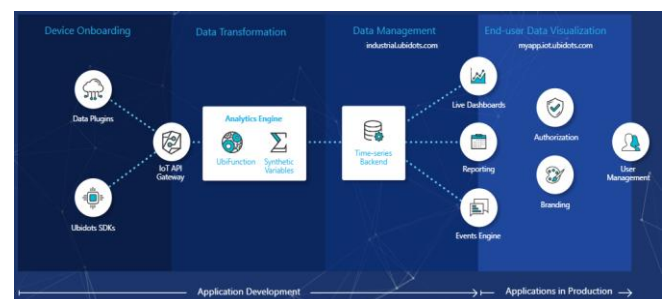 Device Onboarding
Data Transformation
Data Management
industrial.ubidots.com
End-user Data Visualization
myapp.iot.ubidots.com
Data Plugins
Ubidots SDKs
IoT API
Gateway
Analytics Engine
UbiFunction
Synthetic
Variables
Time-series
Backend
Live Dashboards
Reporting
Events Engine
Authorization
Branding
User
Management
Application Development
Applications in Production